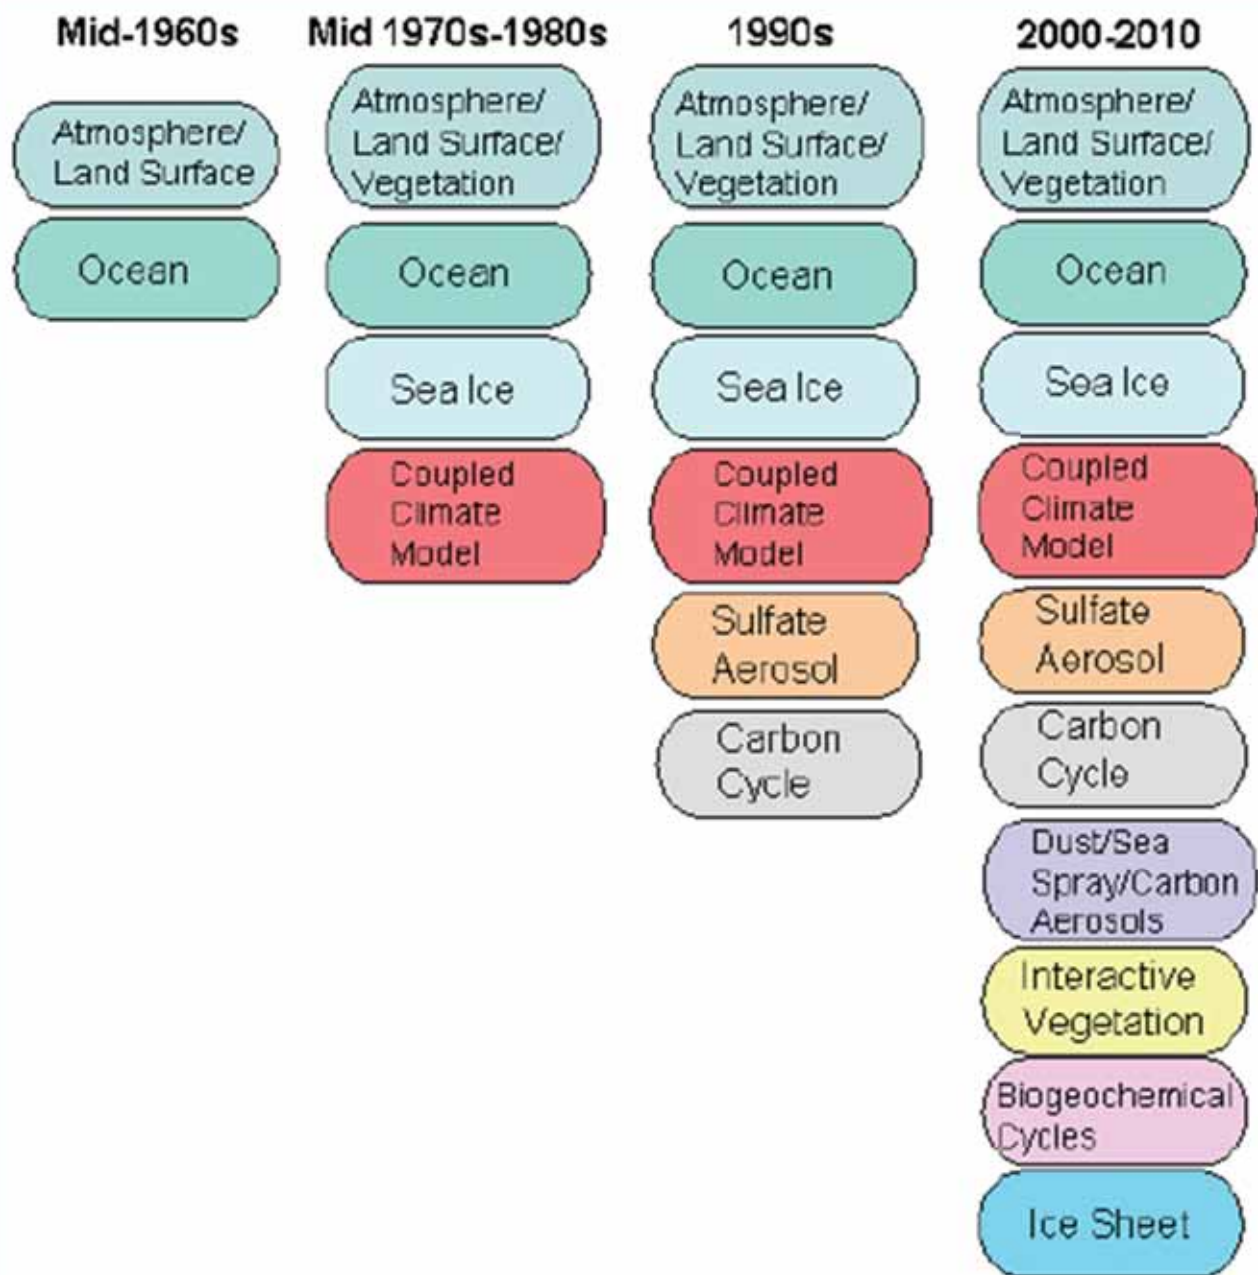 Mid-1960s
Atmosphere/
Land Surface
Ocean
Mid 1970s-1980s
Atmosphere/
Land Surface/
Vegetation
Ocean
Sea Ice
Coupled
Climate
Model
1990s
Atmosphere/
Land Surface/
Vegetation
Ocean
Sea Ice
Coupled
Climate
Model
Sulfate
Aerosol
Carbon
Cycle
2000-2010
Atmosphere/
Land Surface/
Vegetation
Ocean
Sea Ice
Coupled
Climate
Model
Sulfate
Aerosol
Carbon
Cycle
Dust/Sea
Spray/Carbon
Aerosols
Interactive
Vegetation
Biogeochemical
Cycles
Ice Sheet